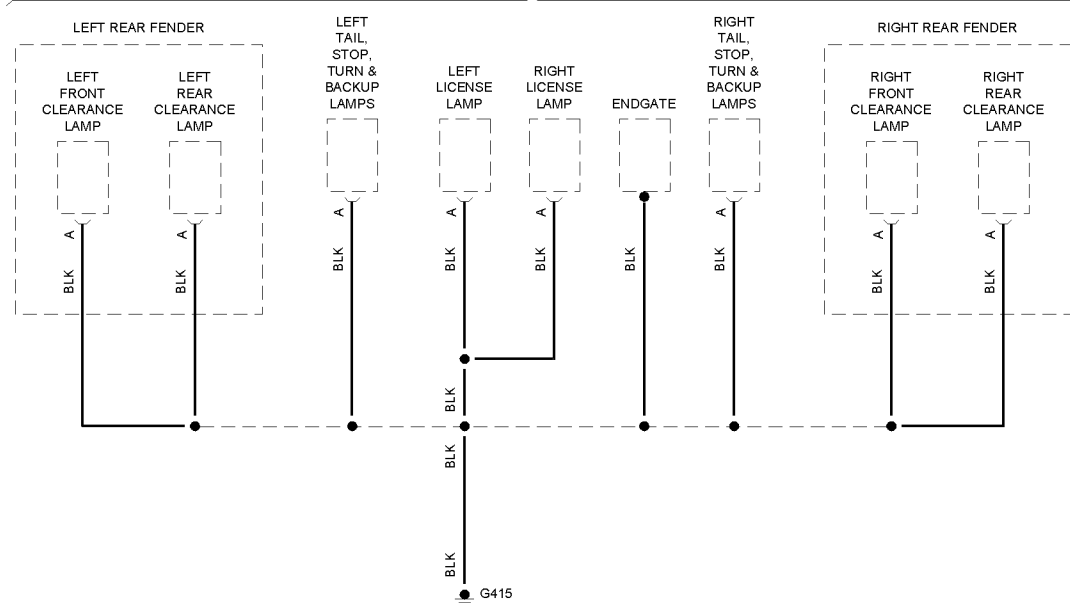 LEFT REAR FENDER
LEFT
FRONT
CLEARANCE
LAMP
LEFT
REAR
CLEARANCE
LAMP
LEFT
TAIL,
STOP,
TURN &
BACKUP
LAMPS
LEFT
LICENSE
LAMP
RIGHT
LICENSE
LAMP
ENDGATE
RIGHT
TAIL,
STOP,
TURN &
BACKUP
LAMPS
RIGHT REAR FENDER
RIGHT
FRONT
CLEARANCE
LAMP
RIGHT
REAR
CLEARANCE
LAMP
A
A
A
A
A
A
A
A
BLK
BLK
BLK
BLK
BLK
BLK
BLK
BLK
BLK
BLK
BLK
BLK
G415